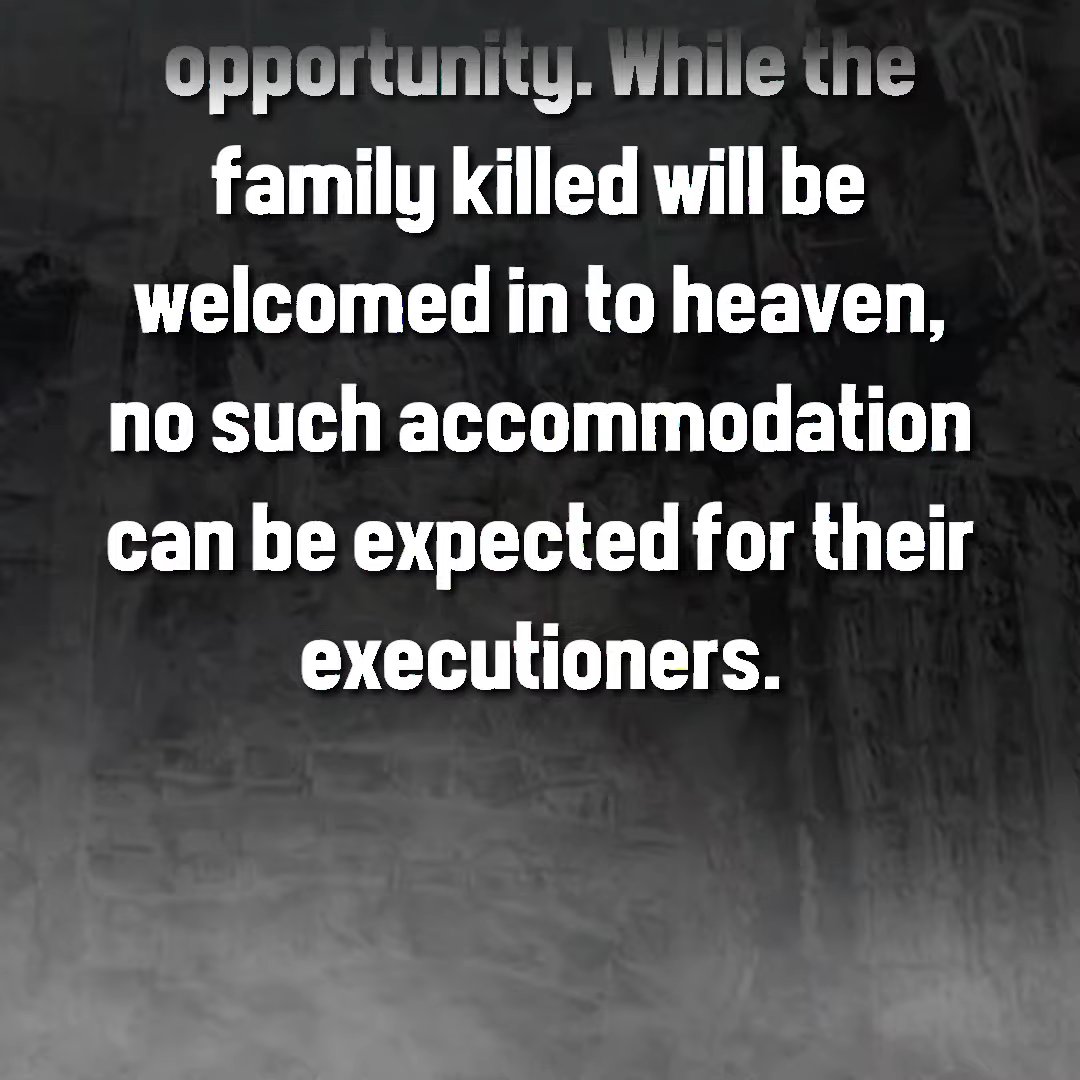 opportunity. While the
family killed will be
welcomed in to heaven,
no such accommodation
can be expected for their
executioners.